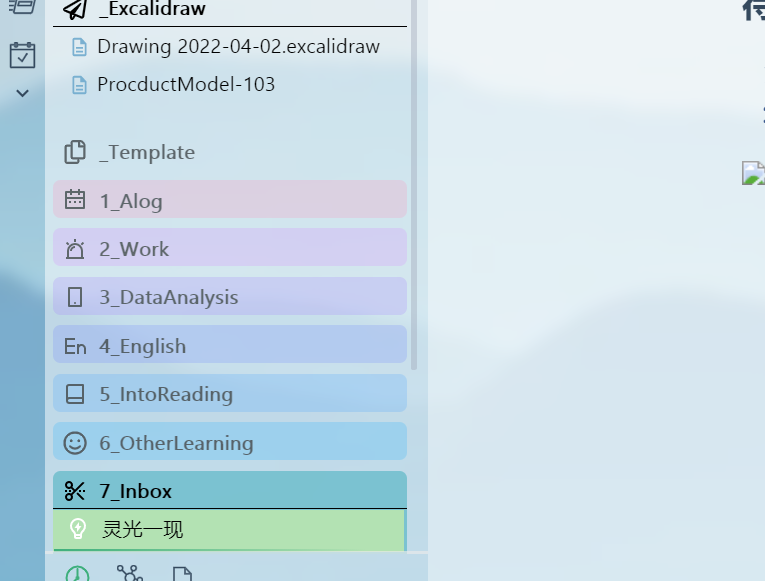 _Excalidraw
Drawing 2022-04-02.excalidraw
ProcductModel-103
_Template
1_Alog
2_Work
3_DataAnalysis
En 4_English
5_IntoReading
6_OtherLearning
7_Inbox
灵光一现